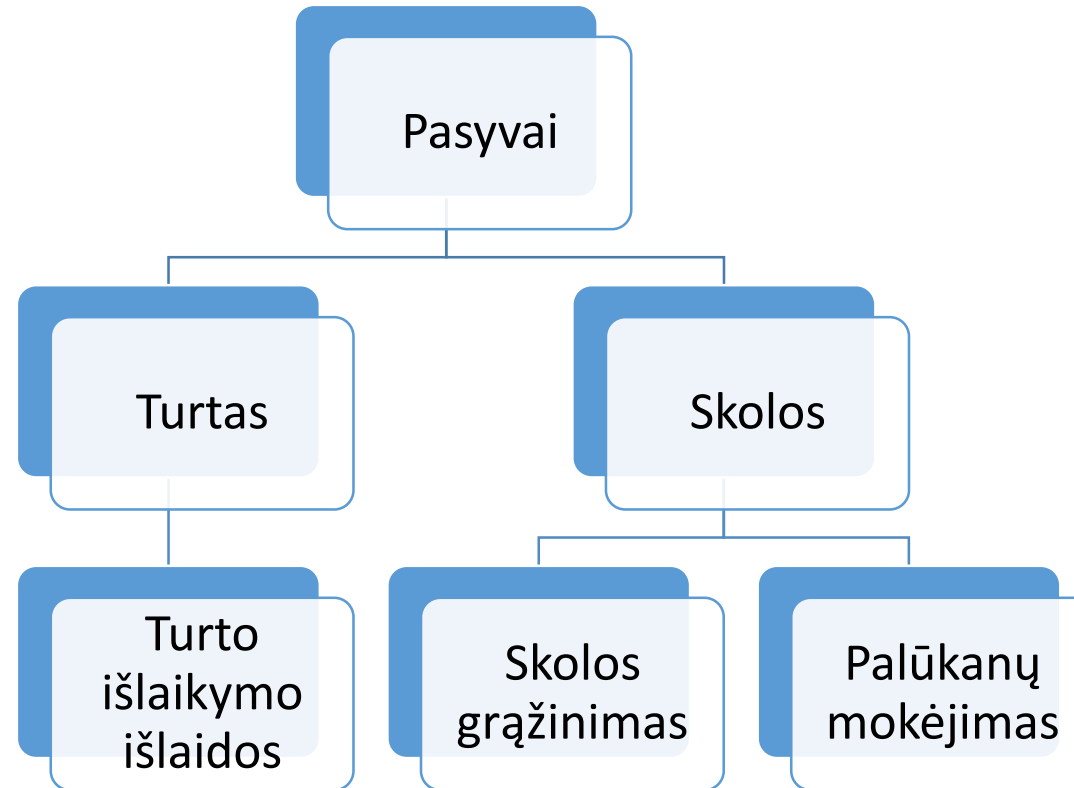 Pasyvai
Turtas
Skolos
Turto
išlaikymo
išlaidos
Skolos
grąžinimas
Palūkanų
mokėjimas